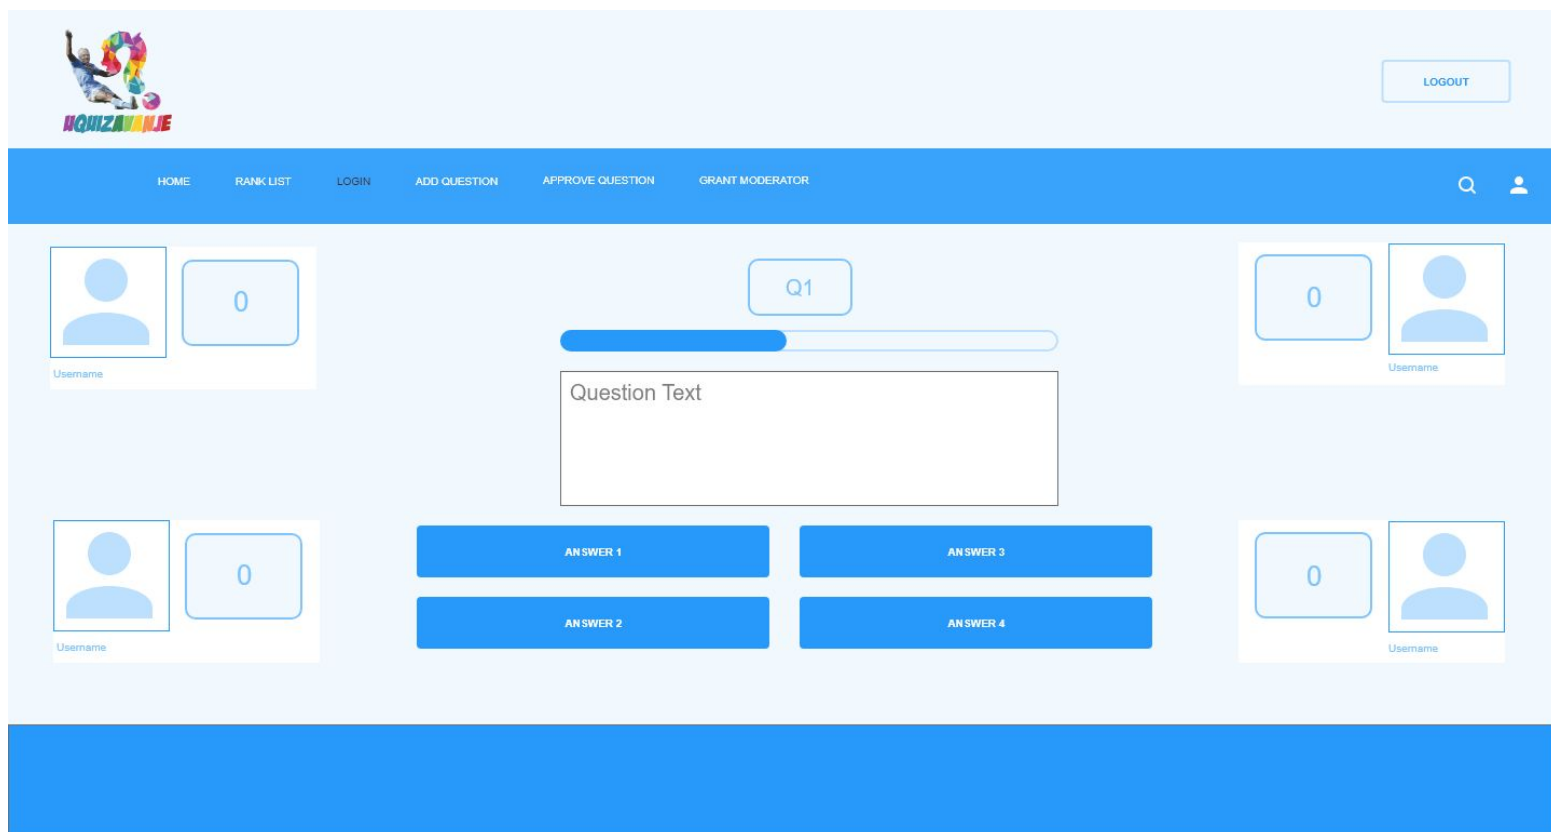 UQUIZAVANJE
LOGOUT
HOME RANK LIST LOGIN ADD QUESTION APPROVE QUESTION GRANT MODERATOR
0
Username
Q1
0
Username
Question Text
0
Username
ANSWER 1
ANSWER 3
ANSWER 2
ANSWER 4
0
Username